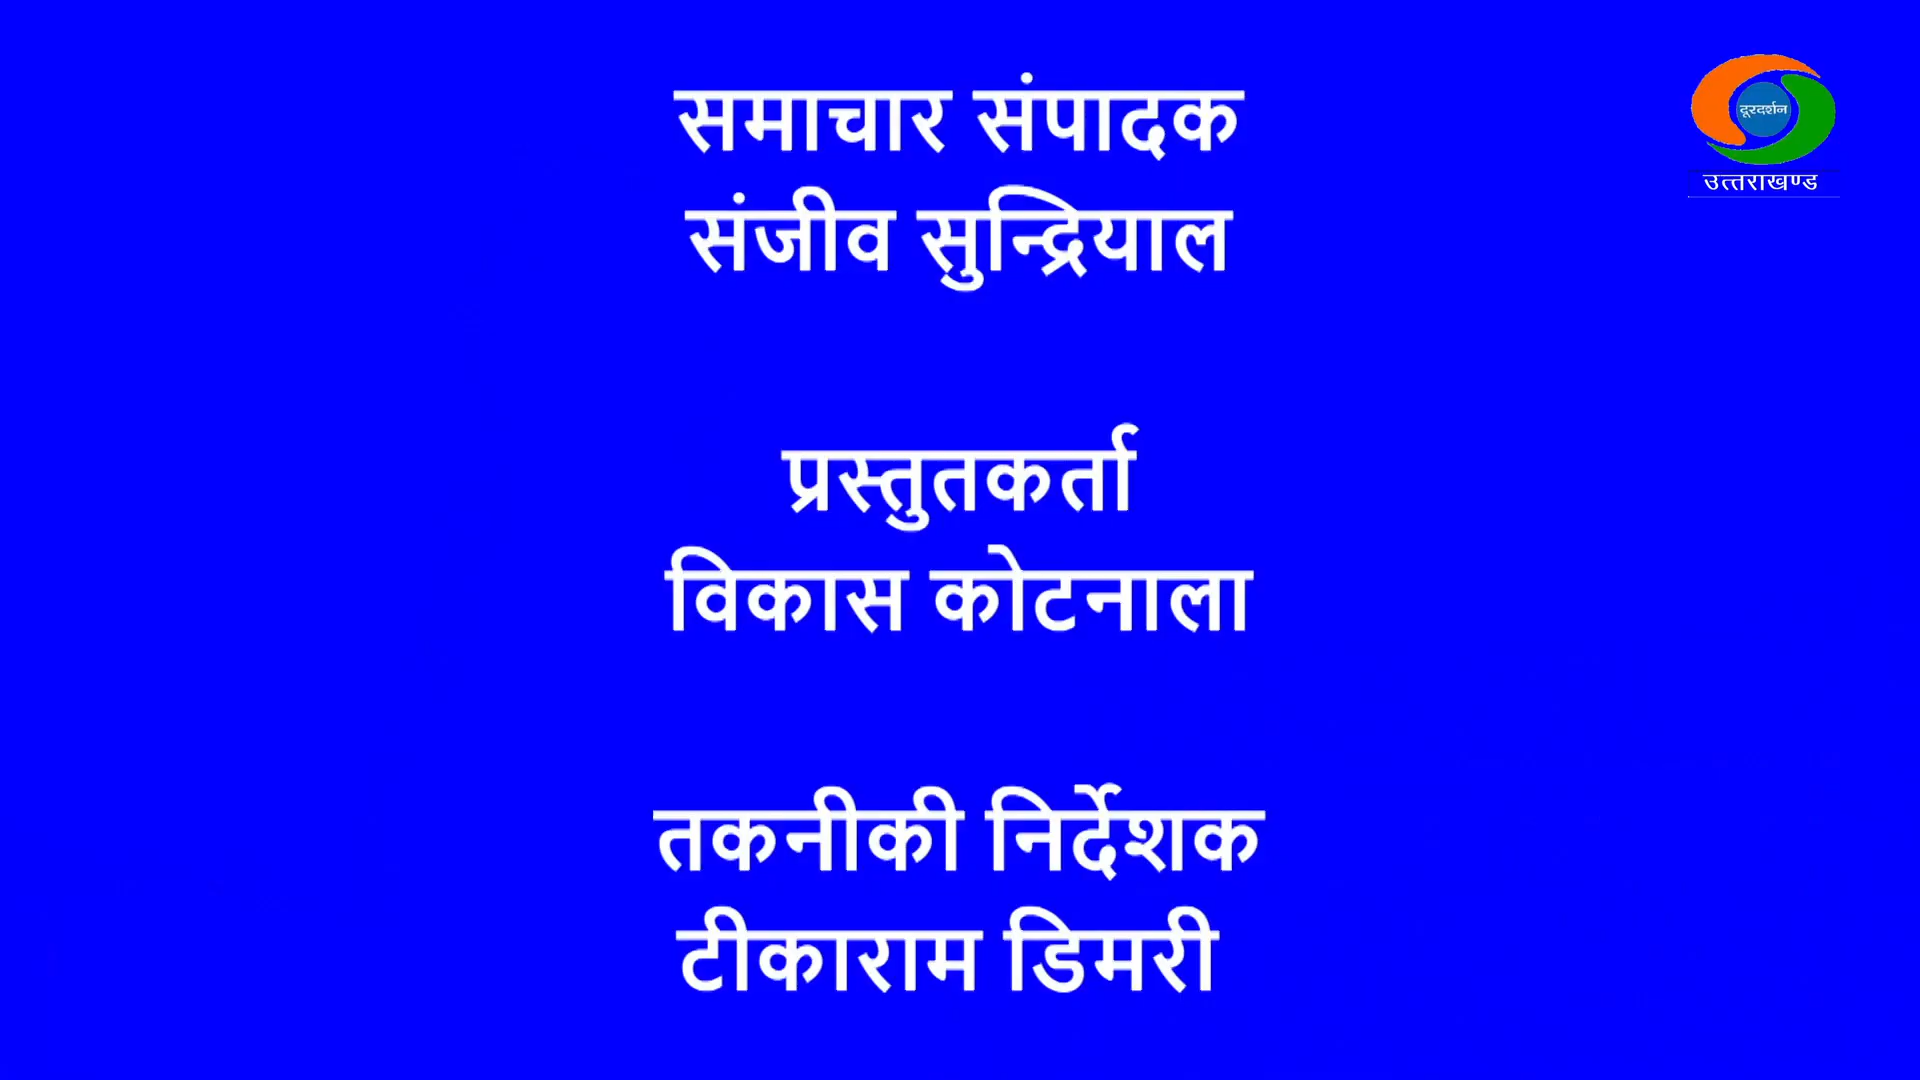 समाचार संपादक
संजीव सुन्द्रियाल
प्रस्तुतकर्ता
विकास कोटनाला
तकनीकी निर्देशक
टीकाराम डिमरी
दूरदर्शन
उत्तराखण्ड